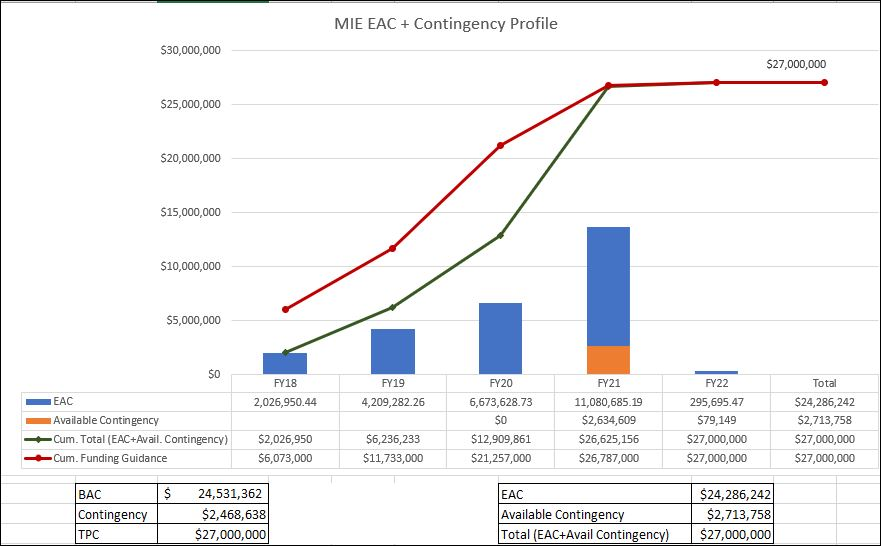 MIE EAC + Contingency Profile
$30,000,000
$27,000,000
$25,000,000
$20,000,000
$15,000,000
$10,000,000
$5,000,000
$0
FY18 FY19 FY20 FY21 FY22 Total
EAC 2,026,950.44 4,209,282.26 6,673,628.73 11,080,685.19 295,695.47 $24,286,242
Available Contingency $0 $2,634,609 $79,149 $2,713,758
Cum. Total (EAC+Avail. Contingency) $2,026,950 $6,236,233 $12,909,861 $26,625,156 $27,000,000 $27,000,000
Cum. Funding Guidance $6,073,000 $11,733,000 $21,257,000 $26,787,000 $27,000,000 $27,000,000
BAC $ 24,531,362
Contingency $2,468,638
TPC $27,000,000
EAC $24,286,242
Available Contingency $2,713,758
Total (EAC+Avail Contingency) $27,000,000